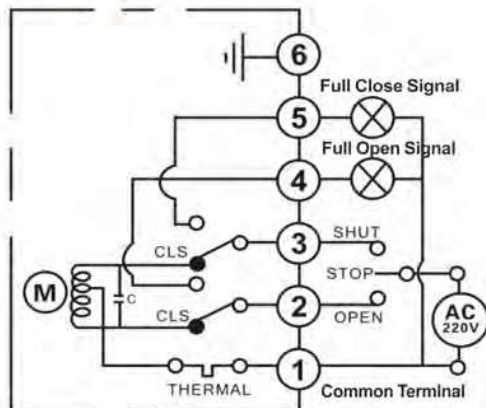 6
Full Close Signal
5
Full Open Signal
4
3
SHUT
CLS
STOP
M
C
2
AC
220V
CLS
OPEN
1
THERMAL
Common Terminal